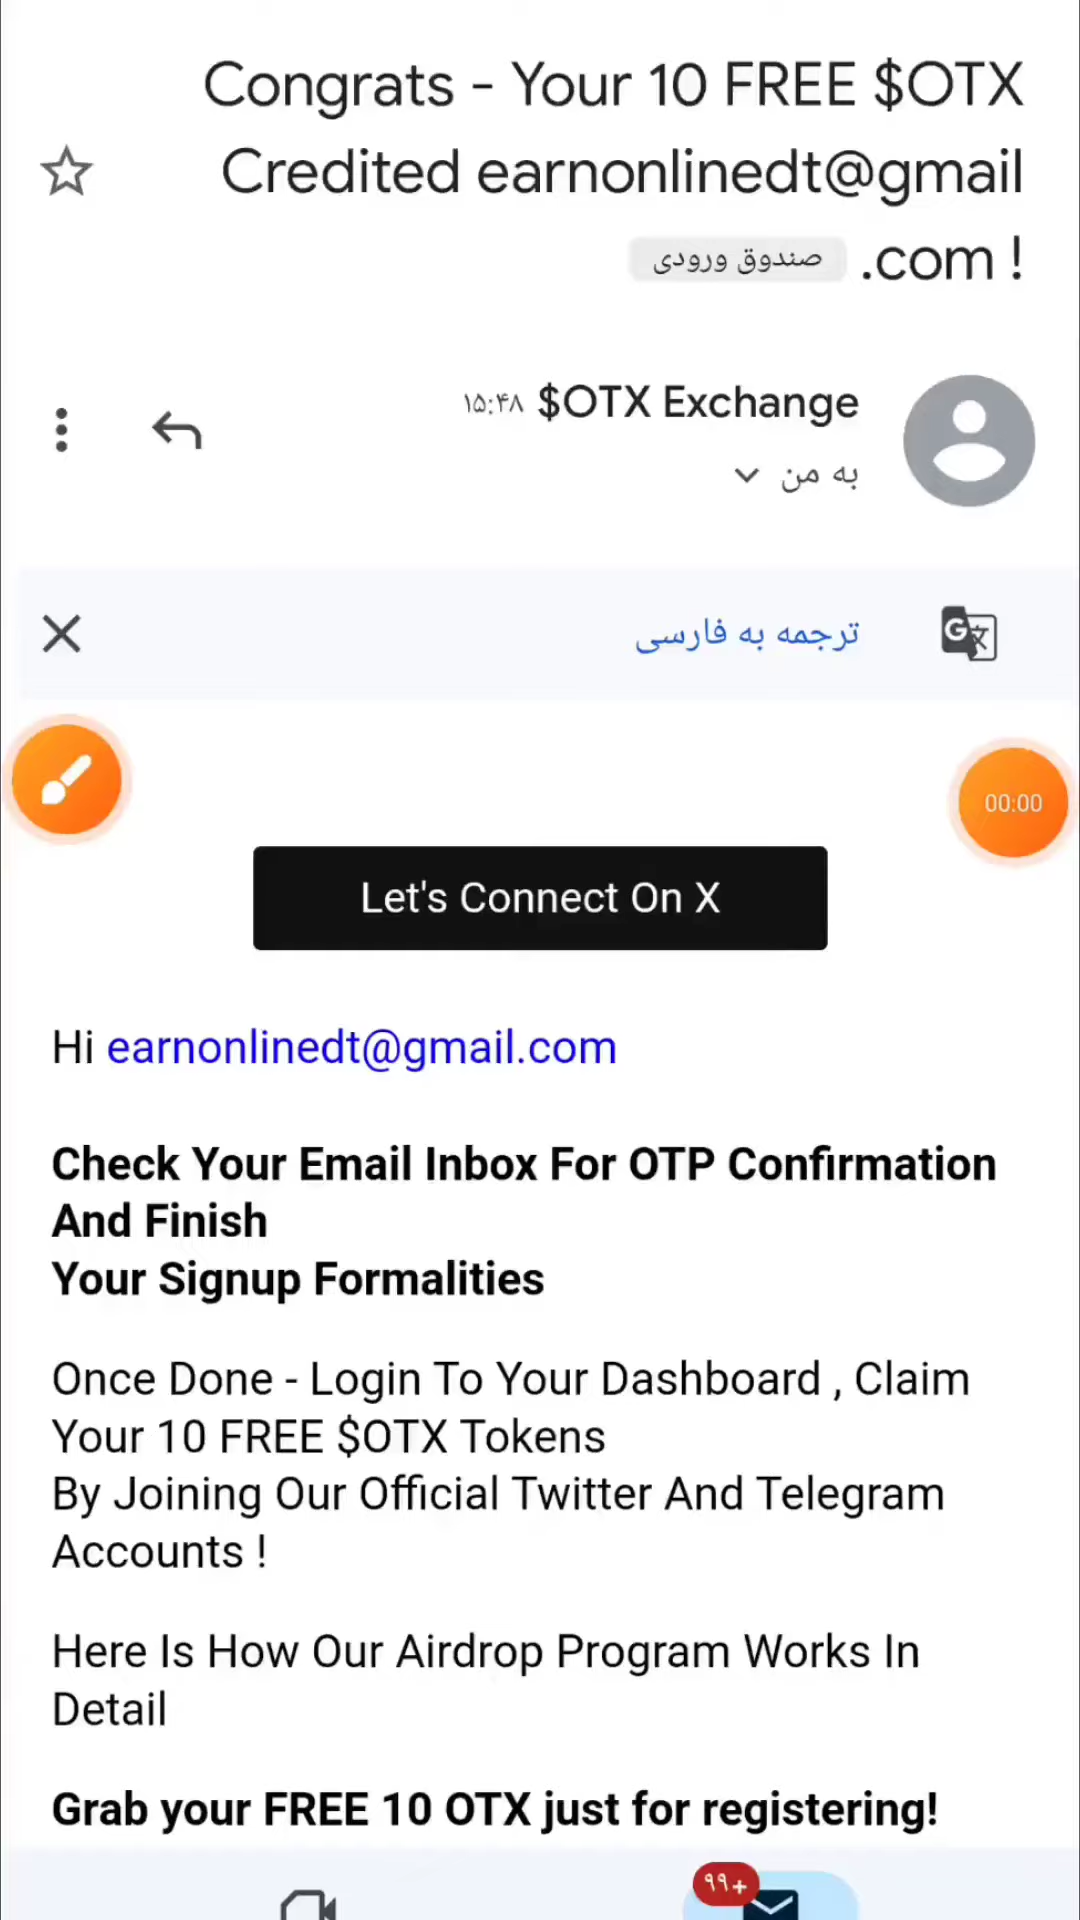 Congrats - Your 10 FREE $OTX
Credited earnonlinedt@gmail
.com !
صندوق ورودی
$OTX Exchange ۱۵:۴۸
به من
ترجمه به فارسی
G文
00:00
Let's Connect On X
Hi earnonlinedt@gmail.com
Check Your Email Inbox For OTP Confirmation
And Finish
Your Signup Formalities
Once Done - Login To Your Dashboard , Claim
Your 10 FREE $OTX Tokens
By Joining Our Official Twitter And Telegram
Accounts !
Here Is How Our Airdrop Program Works In
Detail
Grab your FREE 10 OTX just for registering!
۹۹+